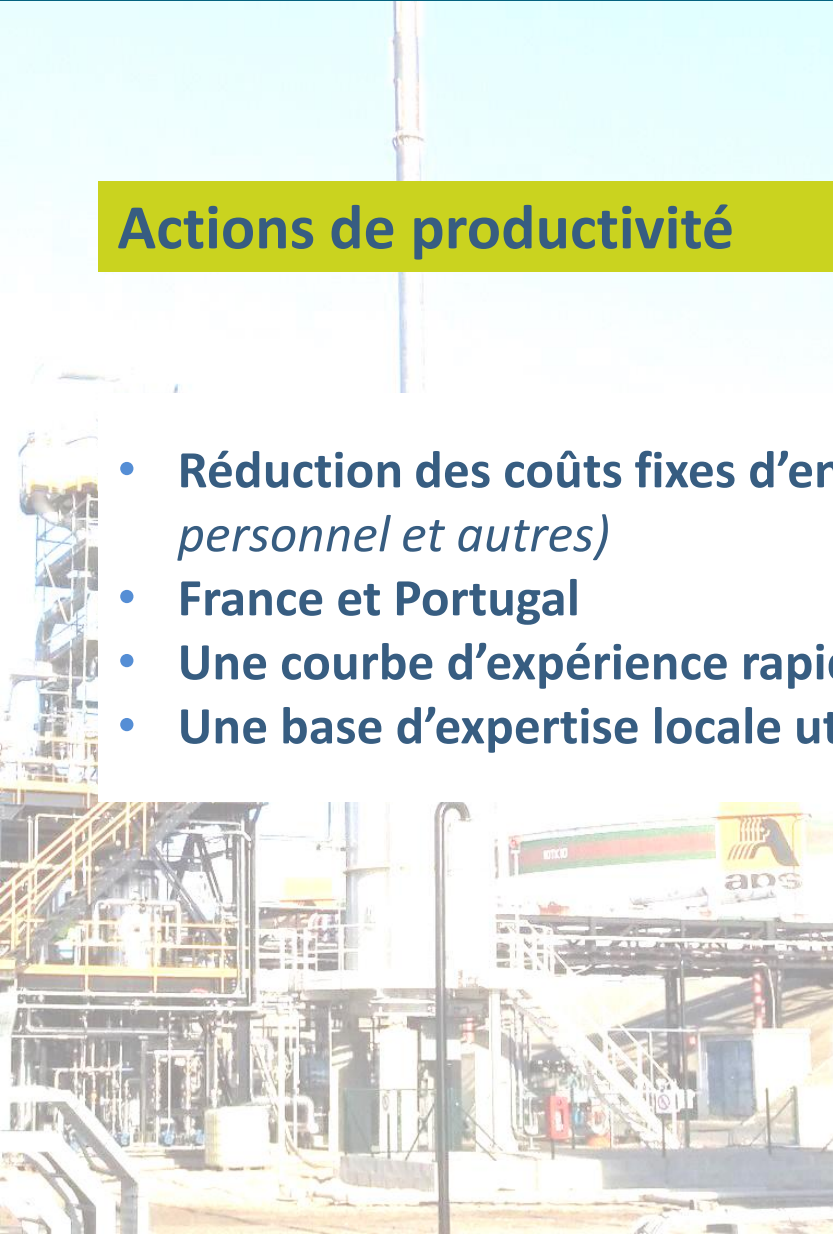 Actions de productivité
• Réduction des coûts fixes d’en
personnel et autres)
• France et Portugal
• Une courbe d’expérience rapi
• Une base d’expertise locale ut
aps